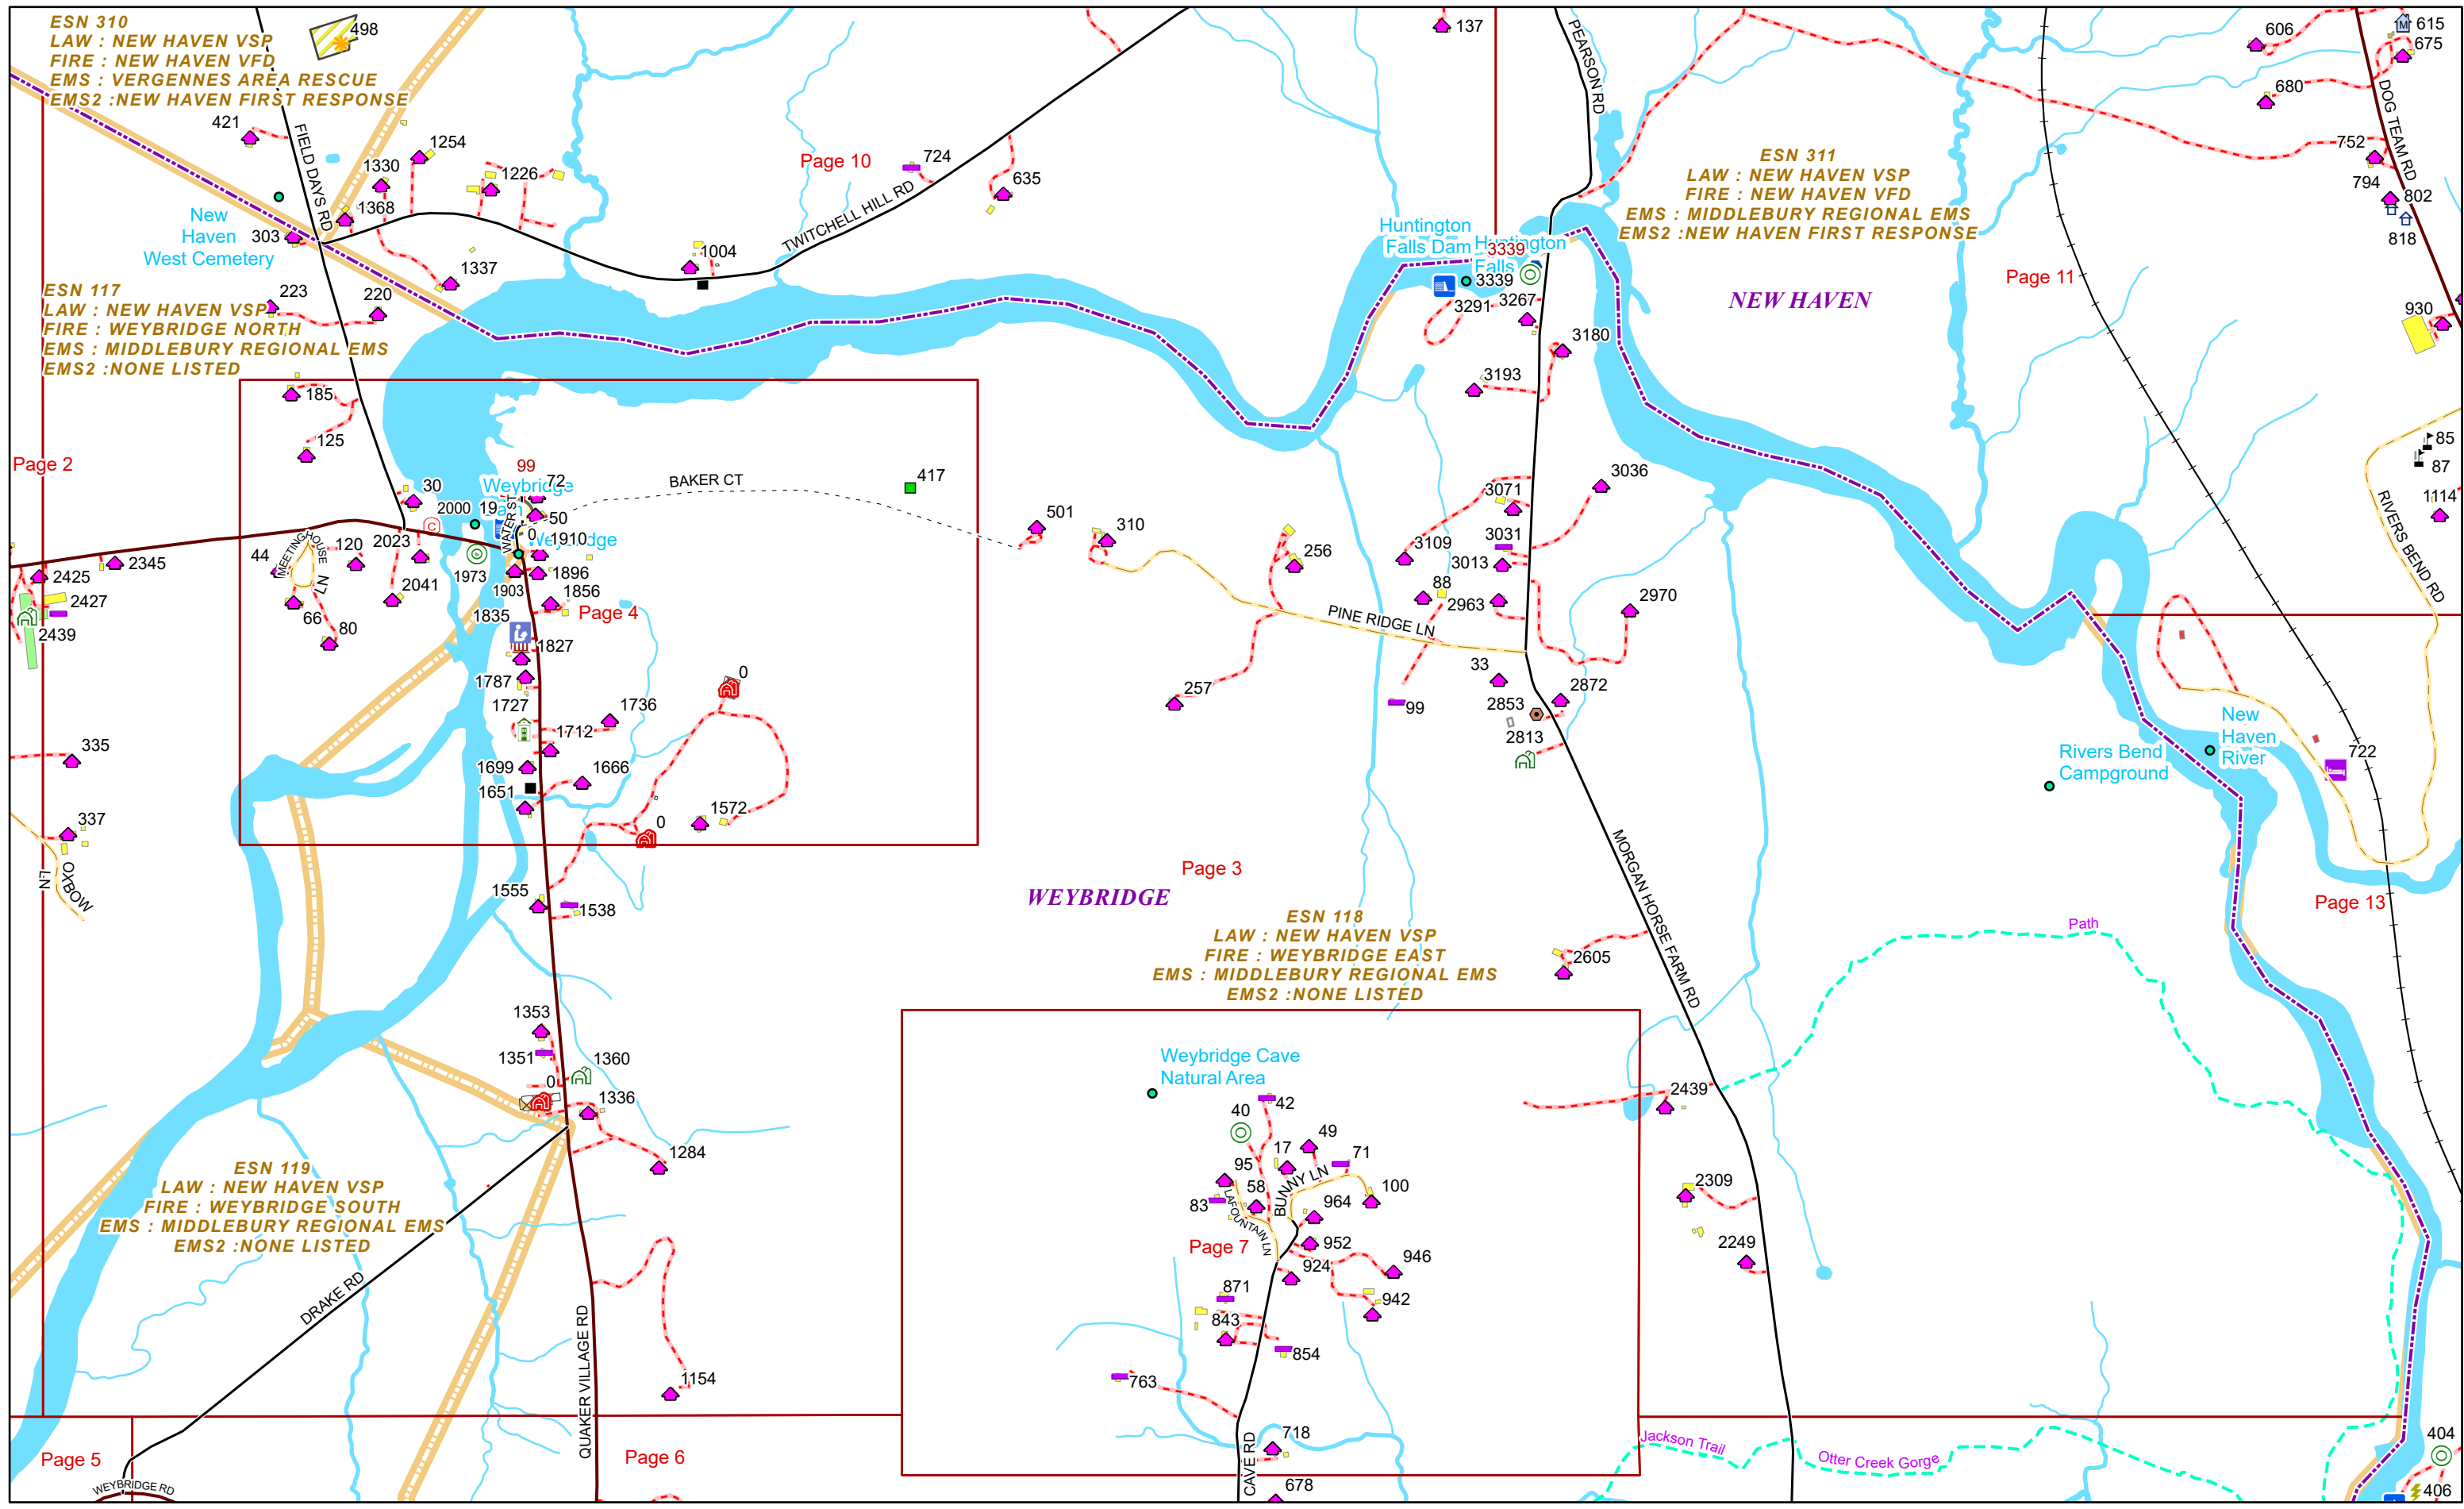 ESN 310
LAW : NEW HAVEN VSP
FIRE : NEW HAVEN VFD
EMS : VERGENNES AREA RESCUE
EMS2 :NEW HAVEN FIRST RESPONSE
498
421
FIELD DAYS RD
1254
1330
1226
1368
303
New
Haven
West Cemetery
1337
Page 10
724
635
TWITCHELL HILL RD
1004
137
PEARSON RD
ESN 311
LAW : NEW HAVEN VSP
FIRE : NEW HAVEN VFD
EMS : MIDDLEBURY REGIONAL EMS
EMS2 :NEW HAVEN FIRST RESPONSE
Huntington
Falls Dam
Huntington
Falls
3339
3339
3291
3267
3180
3193
NEW HAVEN
Page 11
606
615
675
680
DOG TEAM RD
752
794
802
818
930
85
87
1114
RIVERS BEND RD
ESN 117
LAW : NEW HAVEN VSP
FIRE : WEYBRIDGE NORTH
EMS : MIDDLEBURY REGIONAL EMS
EMS2 :NONE LISTED
223
220
185
125
Page 2
30
2000
19
99
Weybridge
72
50
0
WATER ST
Weybridge
1910
BAKER CT
417
501
310
256
257
44
MEETING HOUSE LN
120
2023
2041
66
80
1973
1903
1896
1856
1835
Page 4
1827
1787
1727
1736
1712
1699
1666
1651
1572
0
0
2345
2425
2427
2439
335
337
OXBOW LN
1555
1538
3071
3036
3109
3031
3013
88
2963
2970
PINE RIDGE LN
33
99
2853
2872
2813
New
Haven
River
Rivers Bend
Campground
722
Page 13
MORGAN HORSE FARM RD
Page 3
WEYBRIDGE
ESN 118
LAW : NEW HAVEN VSP
FIRE : WEYBRIDGE EAST
EMS : MIDDLEBURY REGIONAL EMS
EMS2 :NONE LISTED
2605
Path
1353
1351
1360
0
1336
1284
Weybridge Cave
Natural Area
42
40
49
17
71
95
58
BUNNY LN
100
83
LAFOUNTAIN LN
964
952
946
924
Page 7
871
942
843
854
763
718
CAVE RD
678
2439
2309
2249
ESN 119
LAW : NEW HAVEN VSP
FIRE : WEYBRIDGE SOUTH
EMS : MIDDLEBURY REGIONAL EMS
EMS2 :NONE LISTED
DRAKE RD
QUAKER VILLAGE RD
1154
Page 5
WEYBRIDGE RD
Page 6
Jackson Trail
Otter Creek Gorge
404
406